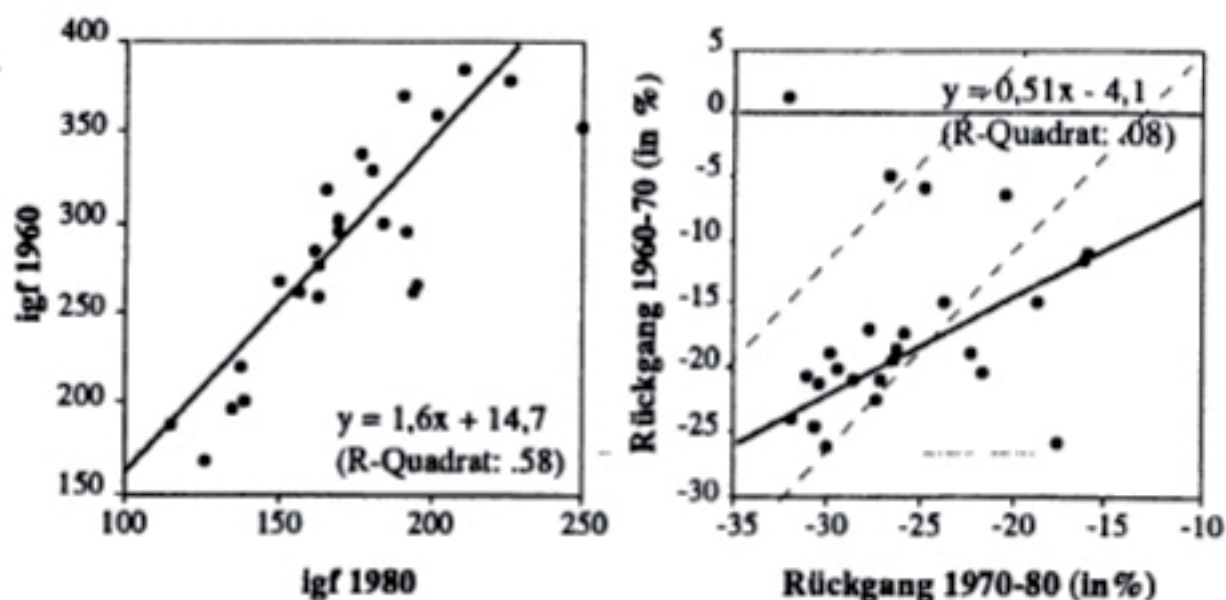 400
350
300
250
200
150
igf 1960
y = 1,6x + 14,7
(R-Quadrat: .58)
100 150 200 250
igf 1980
5
0
-5
-10
-15
-20
-25
-30
Rückgang 1960-70 (in %)
y = 0,51x - 4,1
(R-Quadrat: .08)
-35 -30 -25 -20 -15 -10
Rückgang 1970-80 (in%)